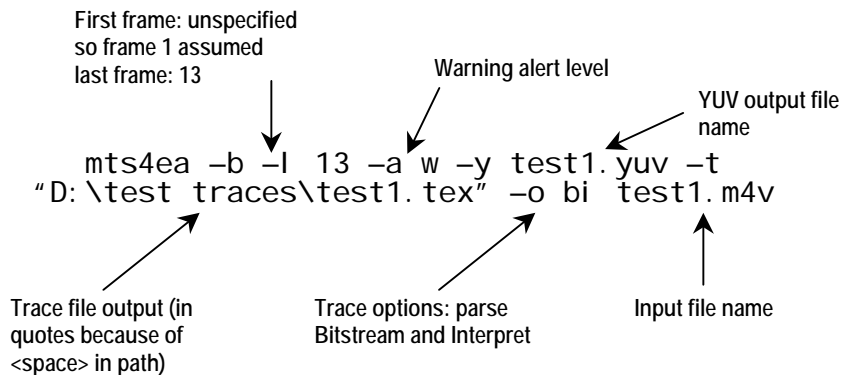 First frame: unspecified
so frame 1 assumed
last frame: 13
Warning alert level
YUV output file
name
mts4ea –b –l 13 –a w –y test1.yuv –t
“D:\test traces\test1.tex” –o bi test1.m4v
Trace file output (in
quotes because of
<space> in path)
Trace options: parse
Bitstream and Interpret
Input file name